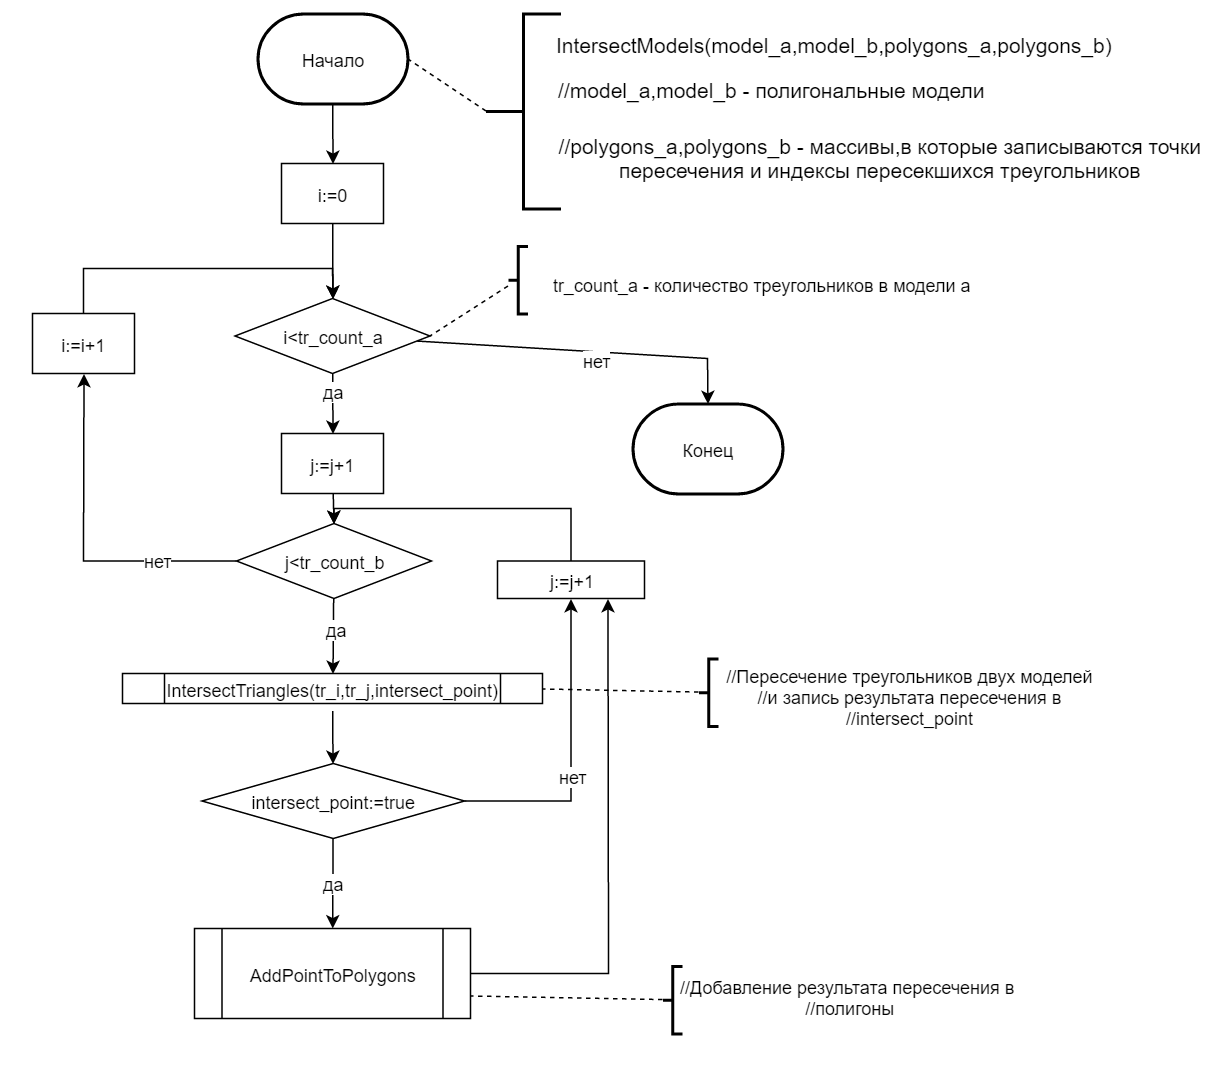 Начало
IntersectModels(model_a,model_b,polygons_a,polygons_b)
//model_a,model_b - полигональные модели
//polygons_a,polygons_b - массивы,в которые записываются точки
пересечения и индексы пересекшихся треугольников
i:=0
tr_count_a - количество треугольников в модели a
i<tr_count_a
i:=i+1
нет
да
Конец
j:=j+1
j<tr_count_b
нет
j:=j+1
да
IntersectTriangles(tr_i,tr_j,intersect_point)
//Пересечение треугольников двух моделей
//и запись результата пересечения в
//intersect_point
нет
intersect_point:=true
да
AddPointToPolygons
//Добавление результата пересечения в
//полигоны